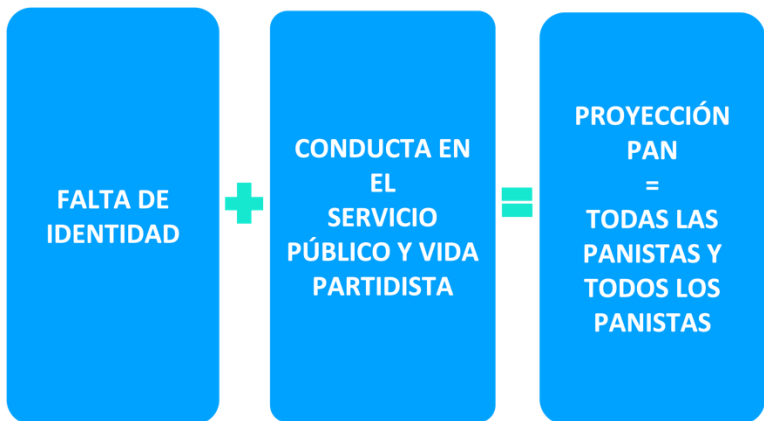 FALTA DE
IDENTIDAD
+
CONDUCTA EN
EL
SERVICIO
PÚBLICO Y VIDA
PARTIDISTA
=
PROYECCIÓN
PAN
=
TODAS LAS
PANISTAS Y
TODOS LOS
PANISTAS